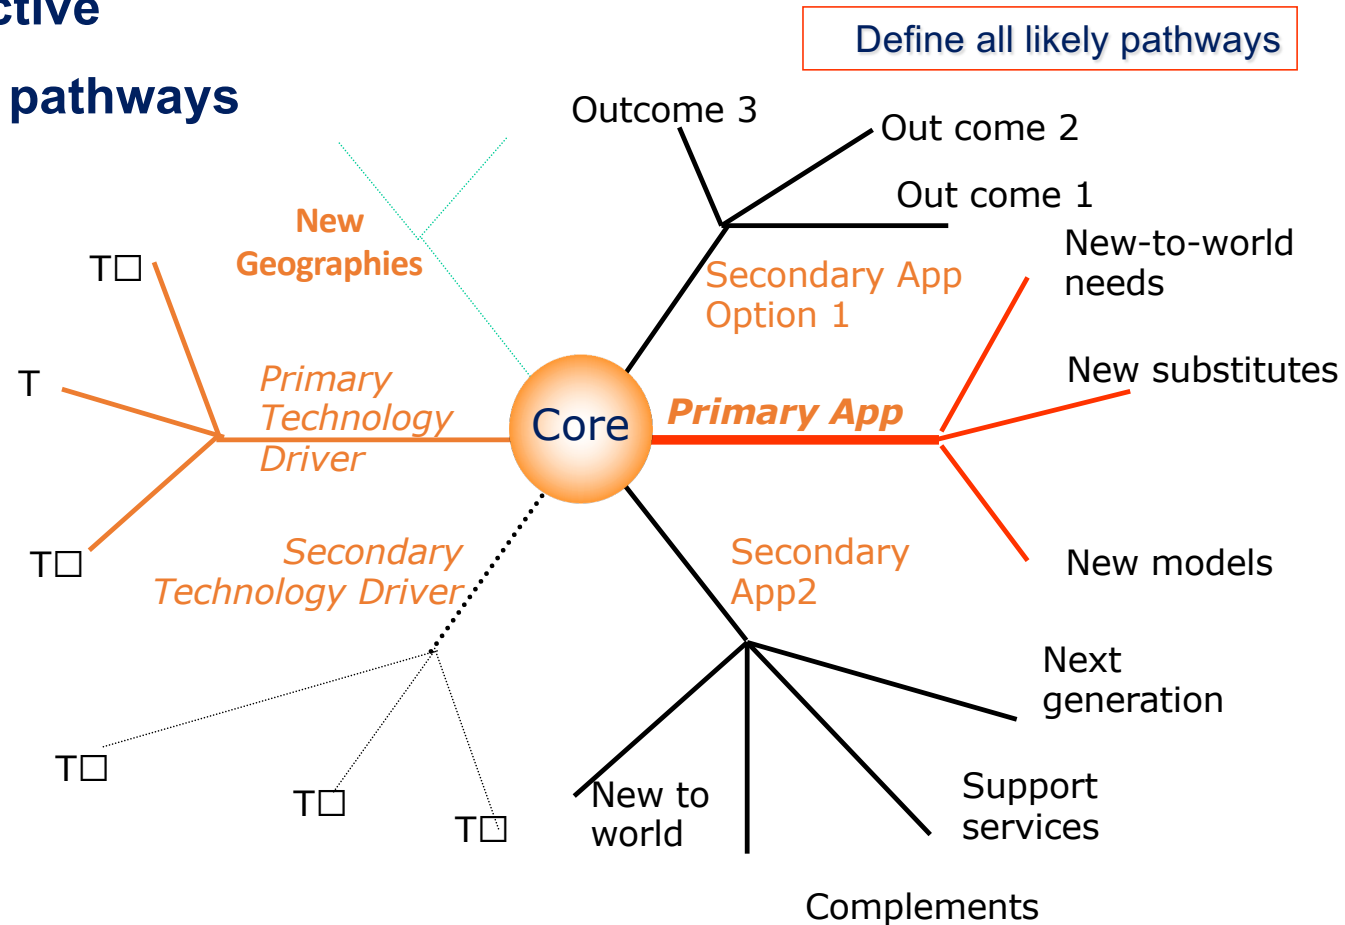 ctive
pathways
Define all likely pathways
Outcome 3
Out come 2
Out come 1
New
Geographies
New-to-world
needs
T□
Secondary App
Option 1
New substitutes
T
Primary
Technology
Driver
Core
Primary App
T□
Secondary
Technology Driver
Secondary
App2
New models
Next
generation
T□
T□
T□
New to
world
Support
services
Complements